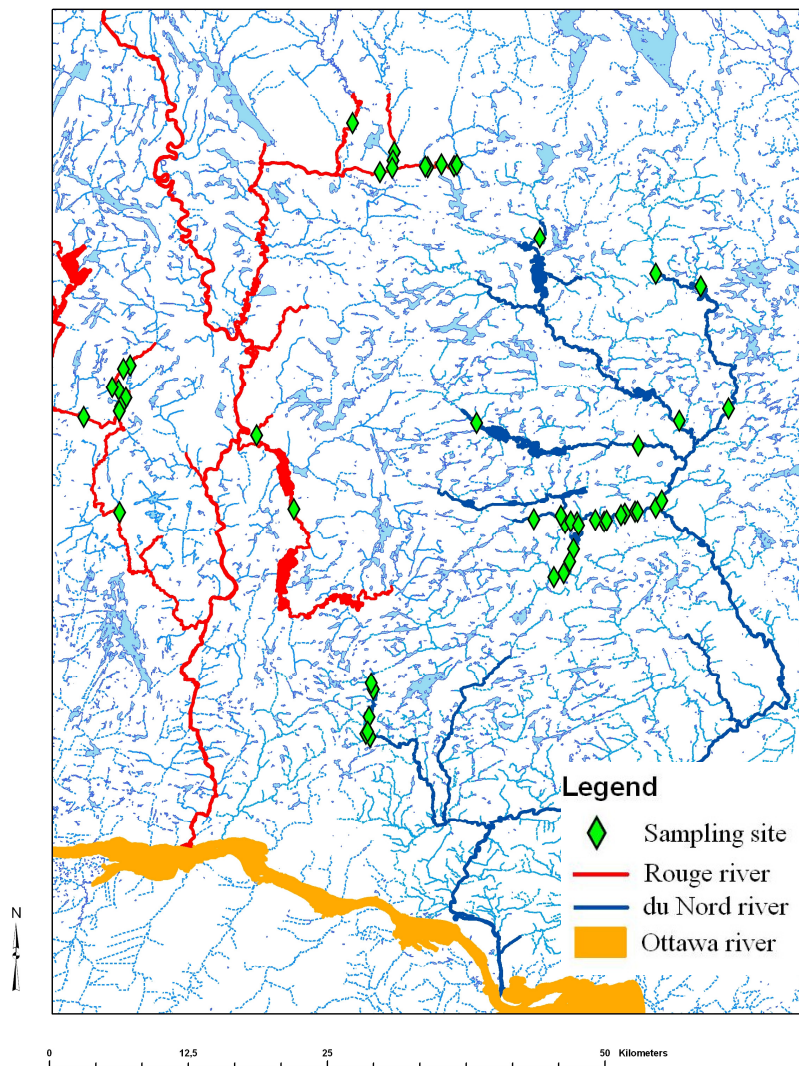 Legend
Sampling site
Rouge river
du Nord river
Ottawa river
N
0 12,5 25 50 Kilometers